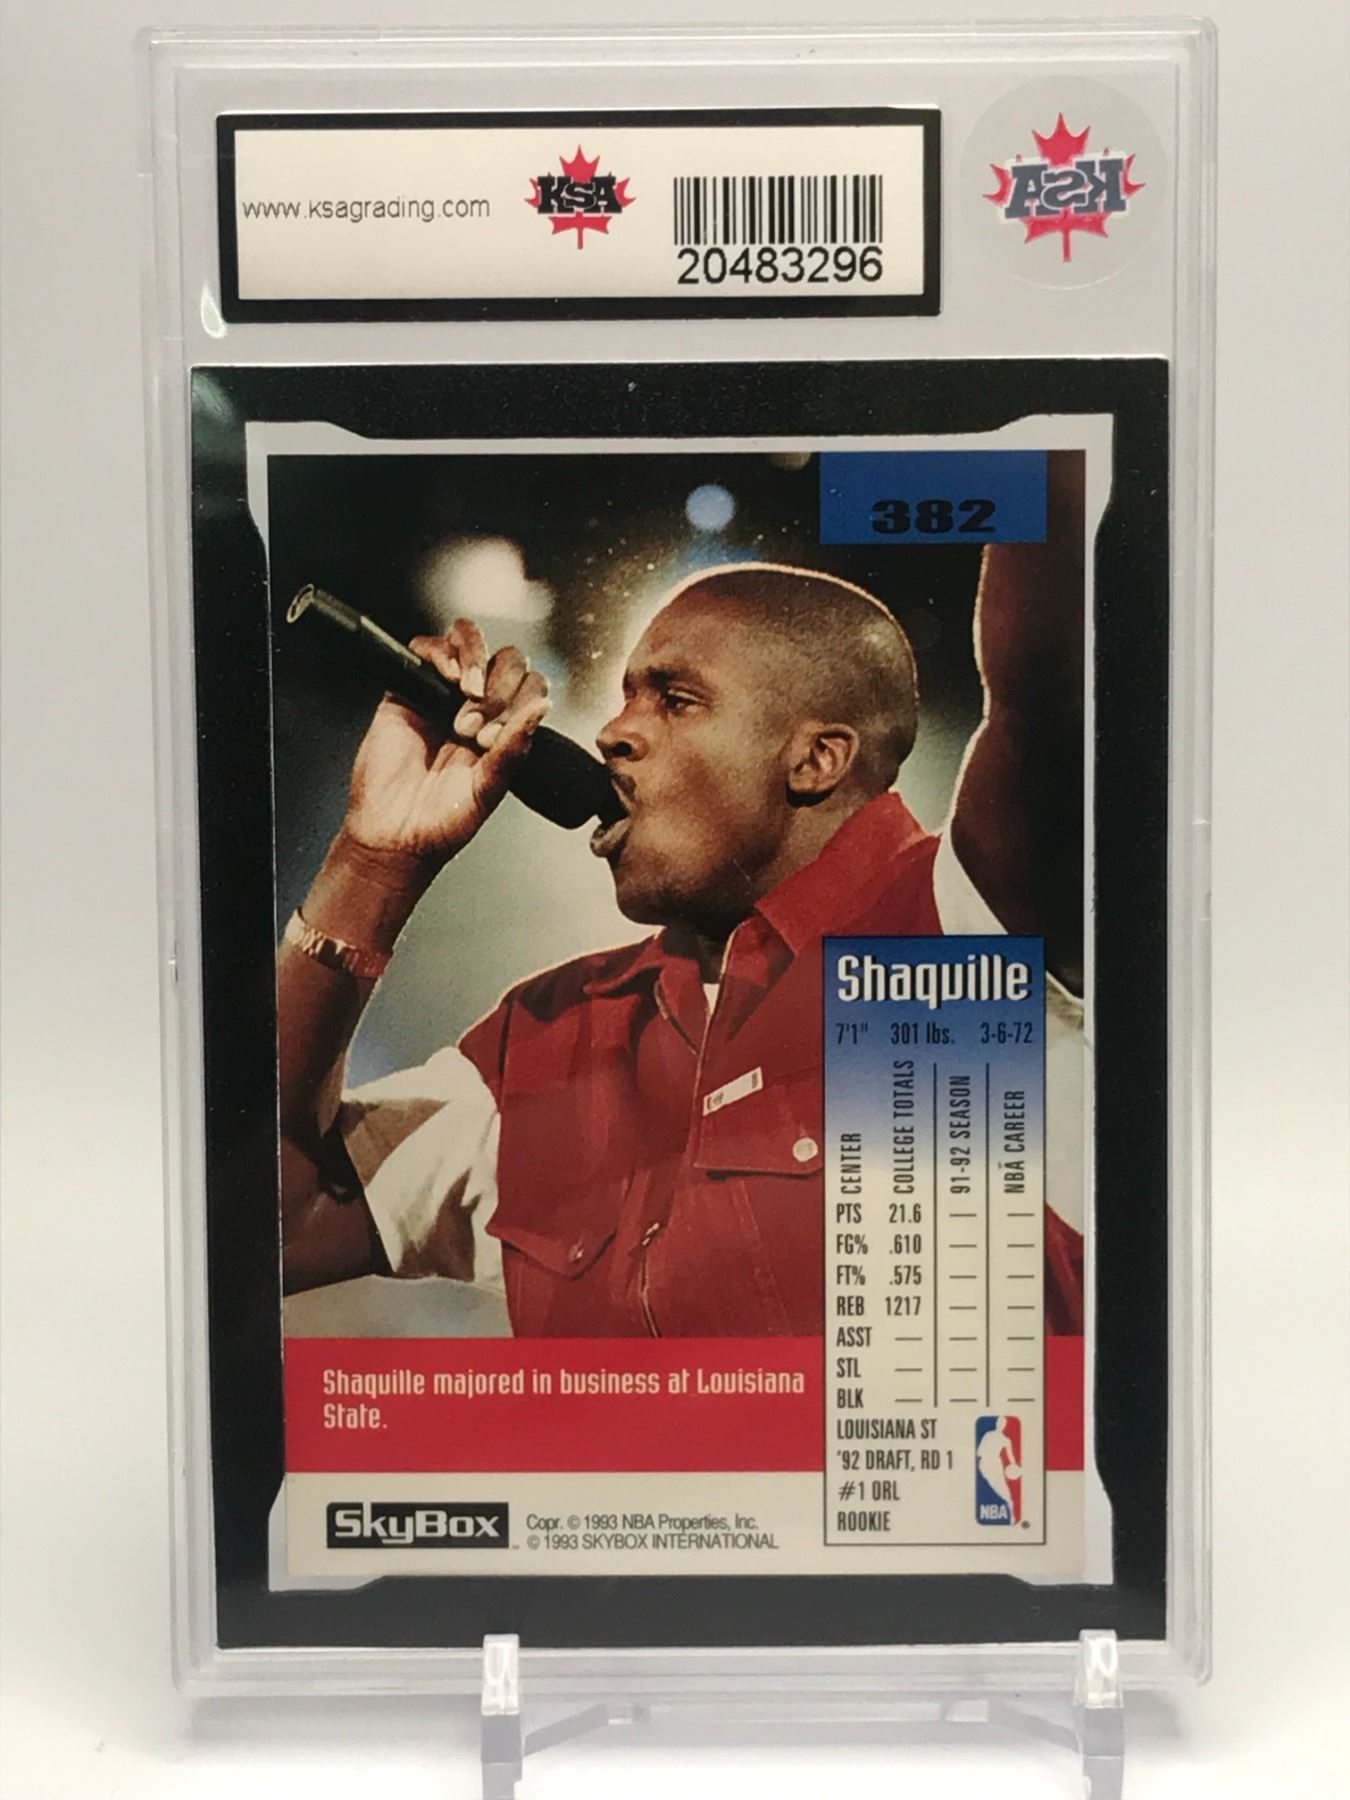 www.ksagrading.com
KSA
20483296
KSA
382
Shaquille
7'1" 301 lbs. 3-6-72
CENTER COLLEGE TOTALS 91-92 SEASON NBA CAREER
PTS 21.6 — —
FG% .610 — —
FT% .575 — —
REB 1217 — —
ASST — — —
STL — — —
BLK — — —
LOUISIANA ST
'92 DRAFT, RD 1
#1 ORL
ROOKIE
NBA ®
Shaquille majored in business at Louisiana
State.
SkyBox ™
Copr. © 1993 NBA Properties, Inc.
© 1993 SKYBOX INTERNATIONAL